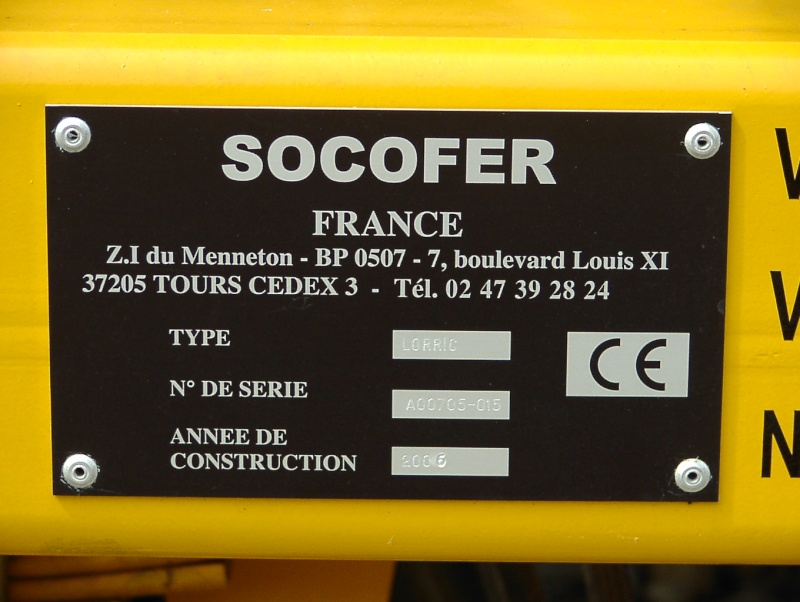 SOCOFER
FRANCE
Z.I du Menneton - BP 0507 - 7, boulevard Louis XI
37205 TOURS CEDEX 3 - Tél. 02 47 39 28 24
TYPE LORRIC
N° DE SERIE A00705-015
ANNEE DE
CONSTRUCTION 2006
CE
V
V
N